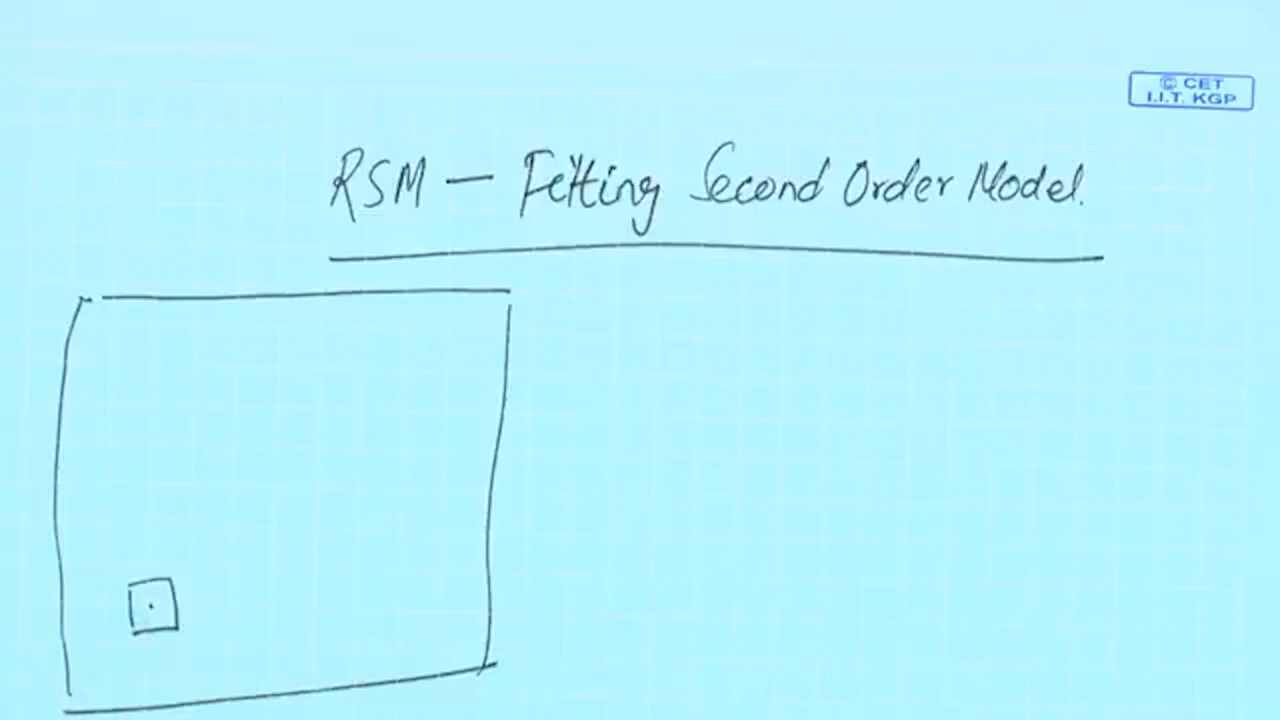 © CET
I.I.T. KGP
RSM — Fitting Second Order Model.